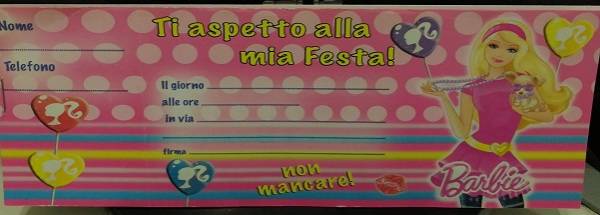 Nome
Telefono
Ti aspetto alla
mia Festa!
Il giorno
alle ore
in via
firma
non
mancare!
Barbie